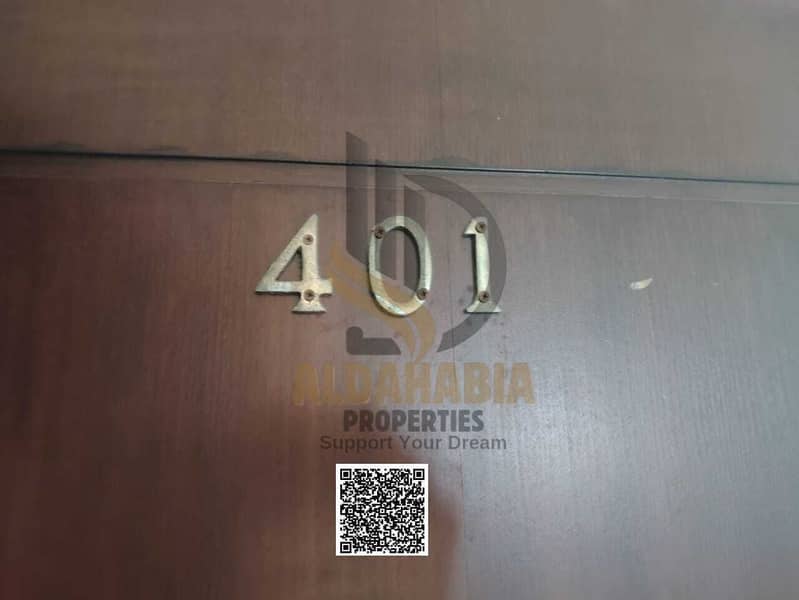 401
ALDAHABIA
PROPERTIES
Support Your Dream